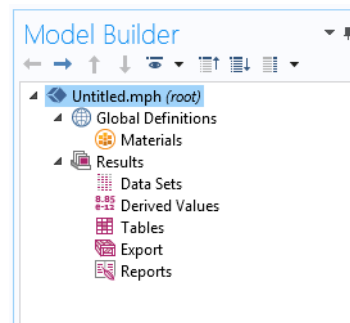 Model Builder
Untitled.mph (root)
Global Definitions
Materials
Results
Data Sets
8.85
e-12
Derived Values
Tables
Export
Reports